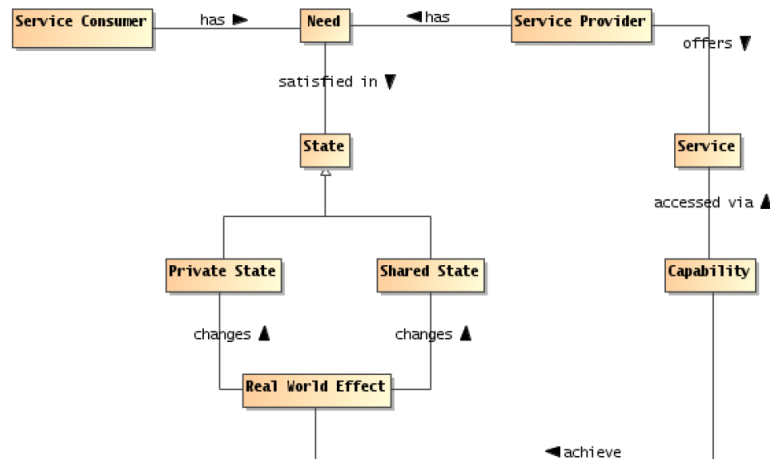 Service Consumer
has
Need
has
Service Provider
offers
satisfied in
State
Service
accessed via
Private State
Shared State
Capability
changes
changes
Real World Effect
achieve